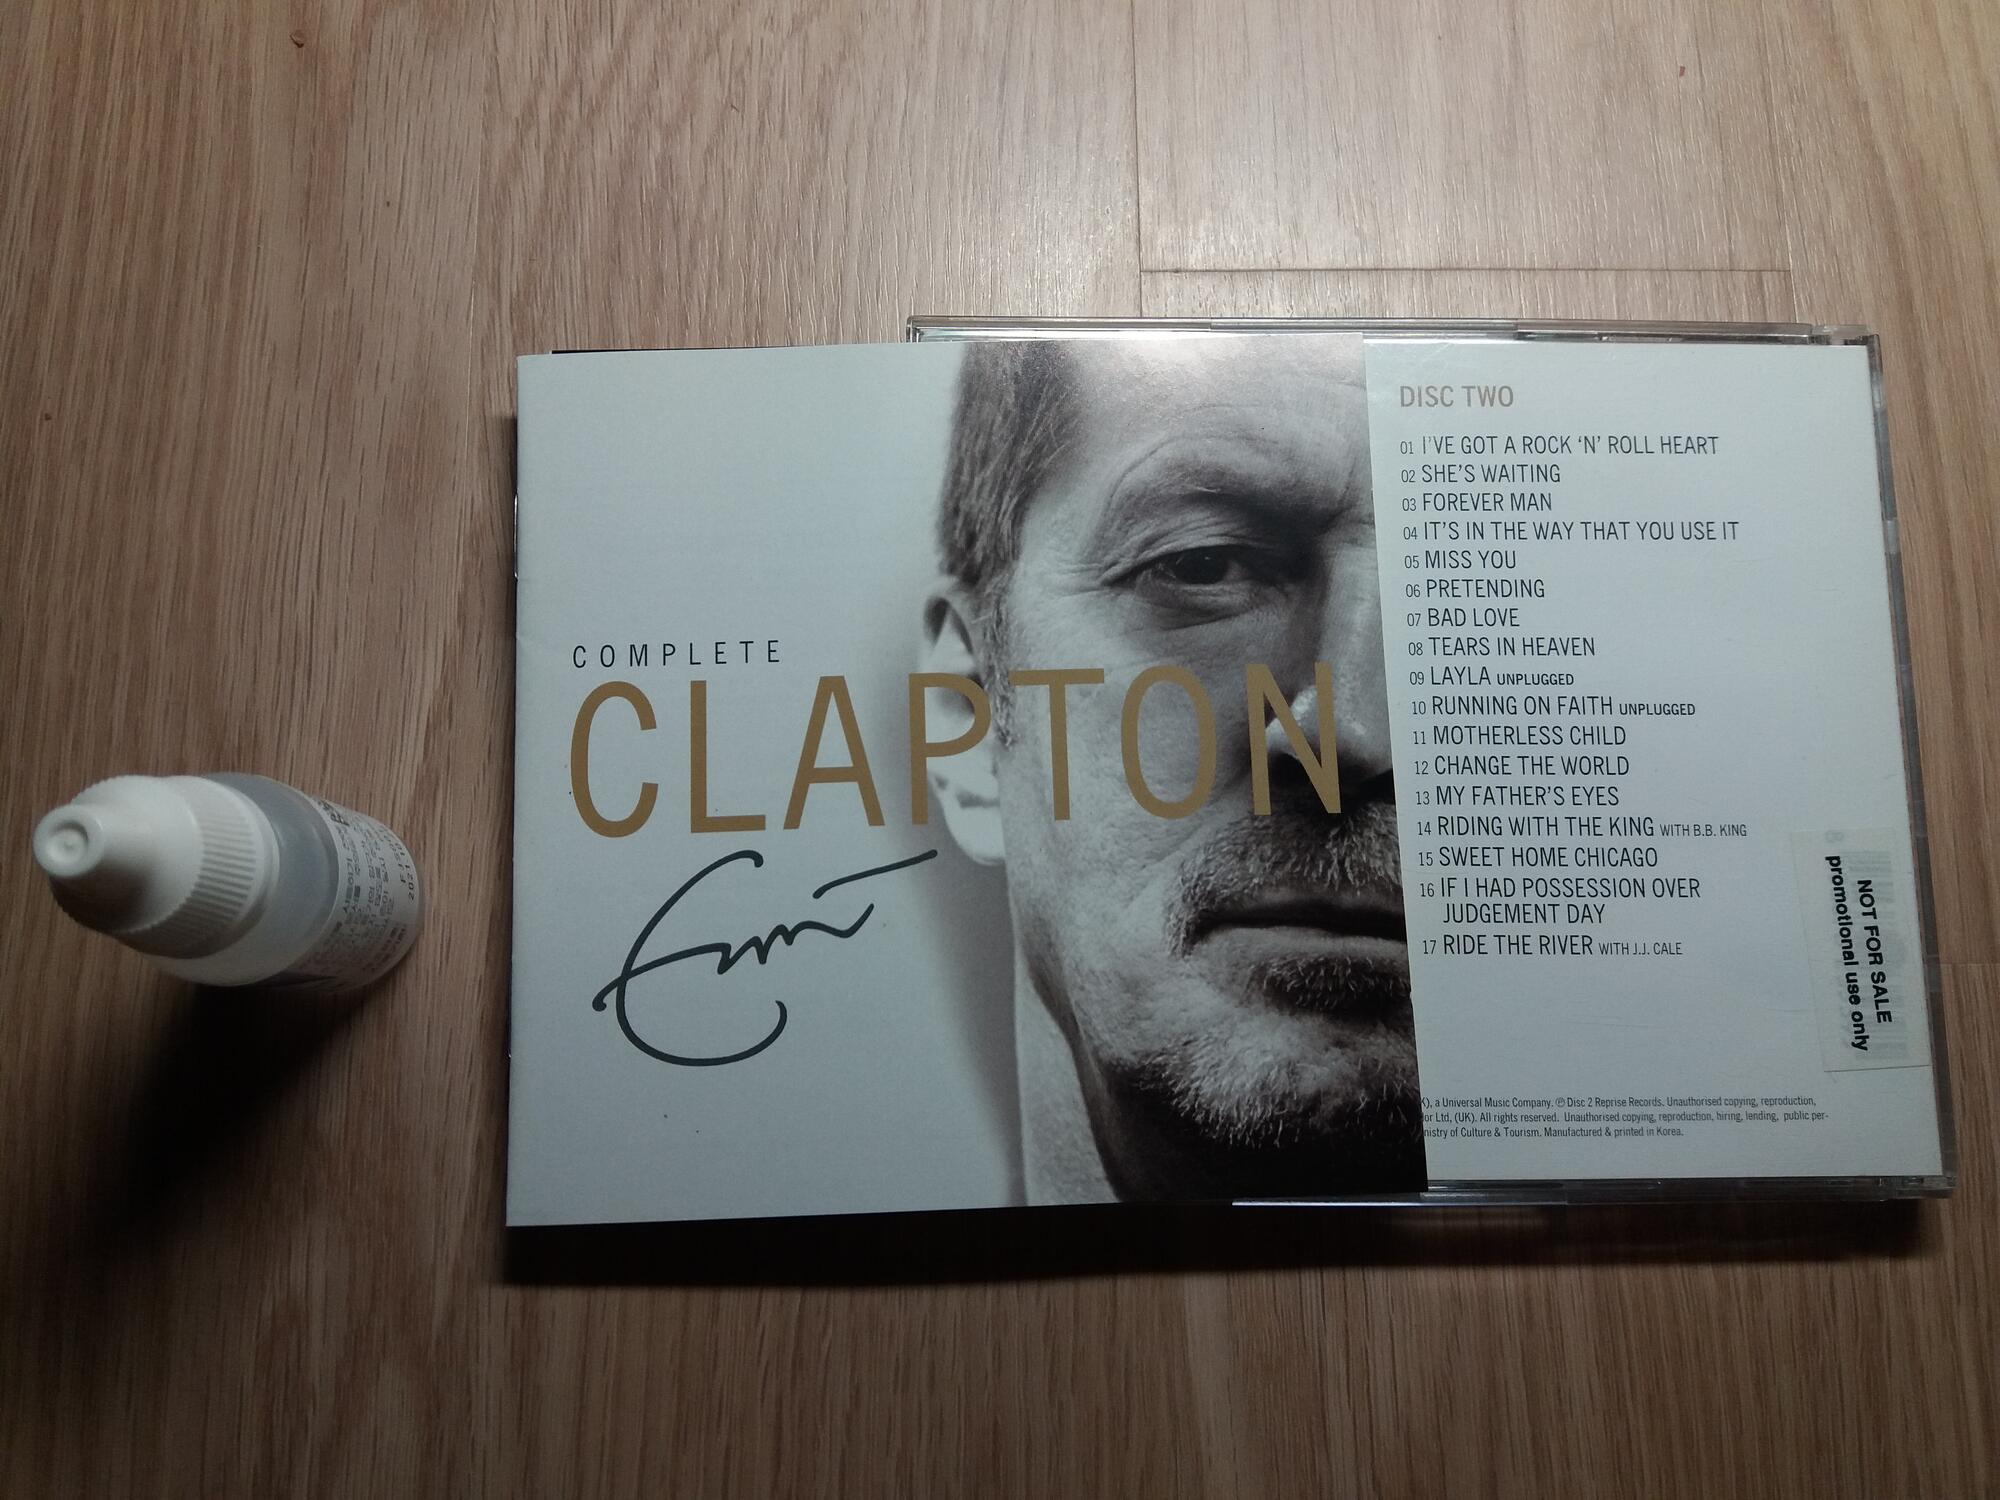 COMPLETE
CLAPTON
Eric
DISC TWO
01 I'VE GOT A ROCK ‘N’ ROLL HEART
02 SHE'S WAITING
03 FOREVER MAN
04 IT'S IN THE WAY THAT YOU USE IT
05 MISS YOU
06 PRETENDING
07 BAD LOVE
08 TEARS IN HEAVEN
09 LAYLA UNPLUGGED
10 RUNNING ON FAITH UNPLUGGED
11 MOTHERLESS CHILD
12 CHANGE THE WORLD
13 MY FATHER'S EYES
14 RIDING WITH THE KING WITH B.B. KING
15 SWEET HOME CHICAGO
16 IF I HAD POSSESSION OVER
JUDGEMENT DAY
17 RIDE THE RIVER WITH J.J. CALE
NOT FOR SALE
promotional use only
K), a Universal Music Company. ℗ Disc 2 Reprise Records. Unauthorised copying, reproduction,
or Ltd, (UK). All rights reserved. Unauthorised copying, reproduction, hiring, lending, public per-
nistry of Culture & Tourism. Manufactured & printed in Korea.